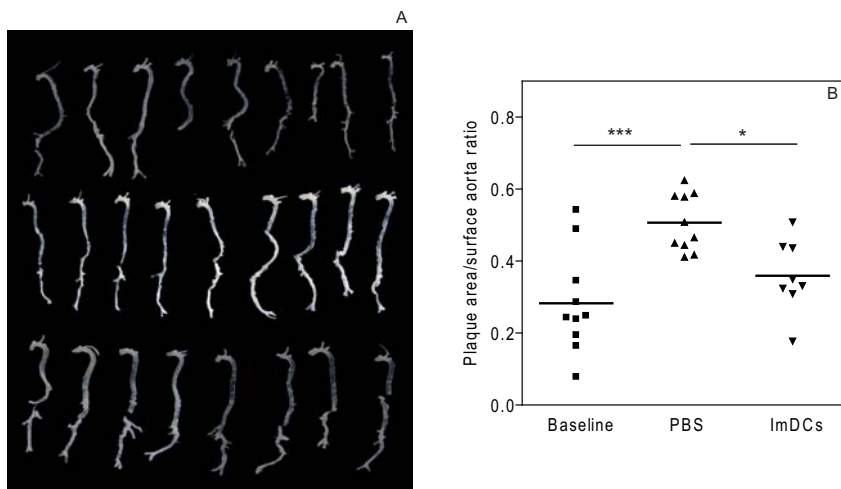 A
B
***
*
0.8
0.6
0.4
0.2
0.0
Plaque area/surface aorta ratio
Baseline PBS ImDCs